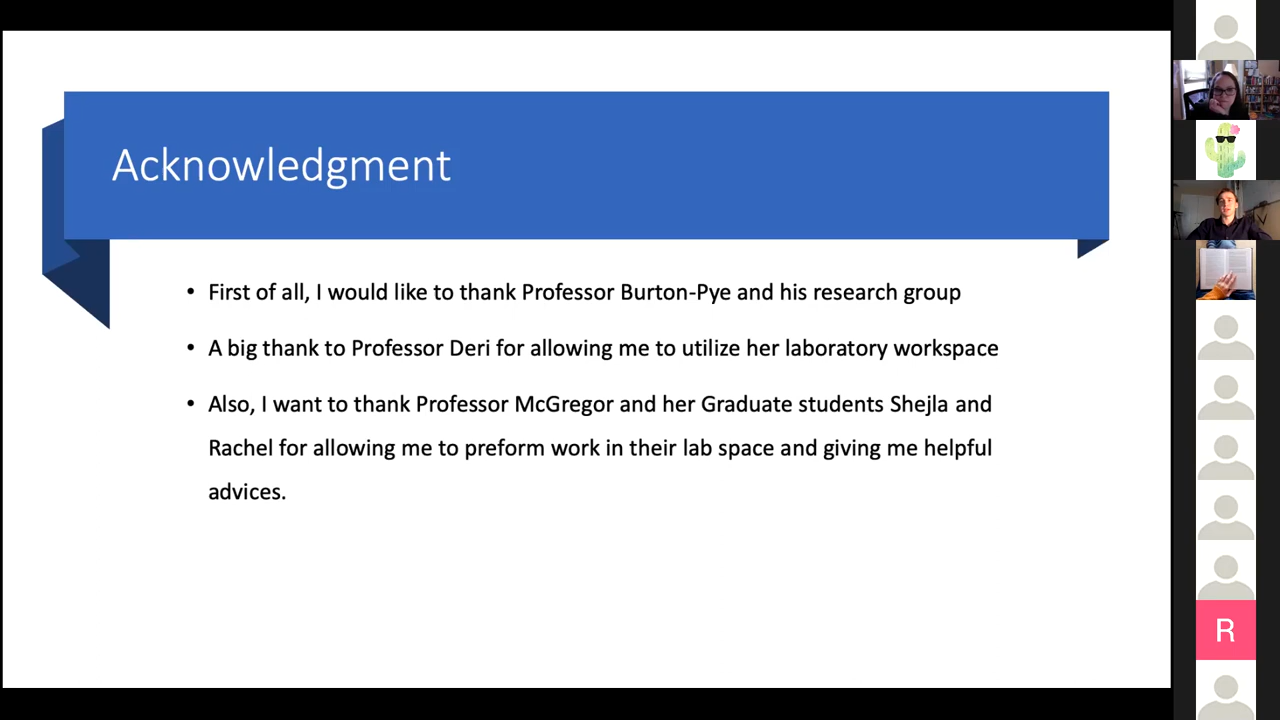 Acknowledgment
• First of all, I would like to thank Professor Burton-Pye and his research group
• A big thank to Professor Deri for allowing me to utilize her laboratory workspace
• Also, I want to thank Professor McGregor and her Graduate students Shejla and
Rachel for allowing me to preform work in their lab space and giving me helpful
advices.
R